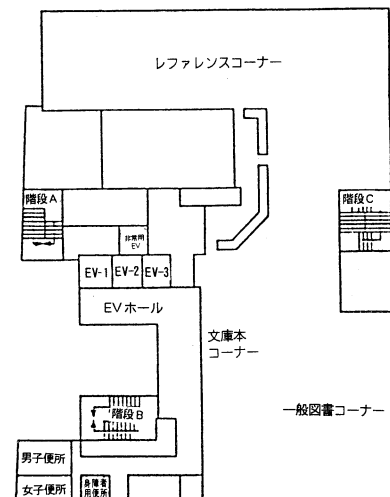 レファレンスコーナー
階段A
階段C
非常用
EV
EV-1
EV-2
EV-3
EVホール
文庫本
コーナー
階段B
一般図書コーナー
男子便所
女子便所
身障者
用便所